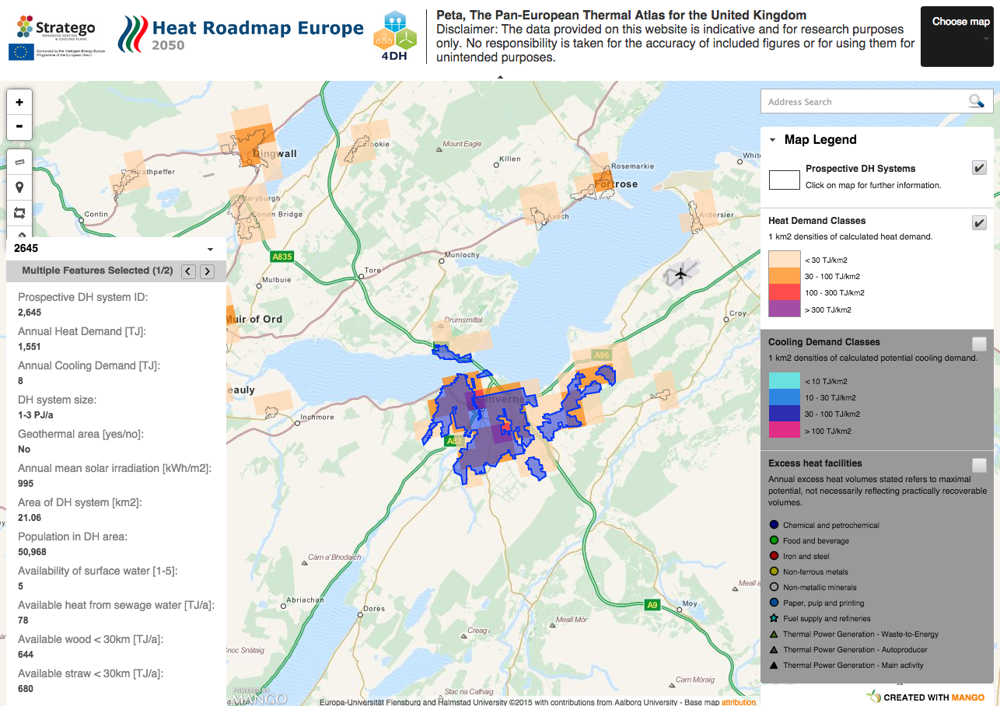 Stratego
ENHANCED HEATING
& COOLING PLANS
Co-funded by the Intelligent Energy Europe
Programme of the European Union
Heat Roadmap Europe
2050
4DH
Peta, The Pan-European Thermal Atlas for the United Kingdom
Disclaimer: The data provided on this website is indicative and for research purposes
only. No responsibility is taken for the accuracy of included figures or for using them for
unintended purposes.
Choose map
+
-
Address Search
Map Legend
Prospective DH Systems
Click on map for further information.
Heat Demand Classes
1 km2 densities of calculated heat demand.
< 30 TJ/km2
30 - 100 TJ/km2
100 - 300 TJ/km2
> 300 TJ/km2
Cooling Demand Classes
1 km2 densities of calculated potential cooling demand.
< 10 TJ/km2
10 - 30 TJ/km2
30 - 100 TJ/km2
> 100 TJ/km2
Excess heat facilities
Annual excess heat volumes stated refers to maximal
potential, not necessarily reflecting practically recoverable
volumes.
Chemical and petrochemical
Food and beverage
Iron and steel
Non-ferrous metals
Non-metallic minerals
Paper, pulp and printing
Fuel supply and refineries
Thermal Power Generation - Waste-to-Energy
Thermal Power Generation - Autoproducer
Thermal Power Generation - Main activity
2645
Multiple Features Selected (1/2)
Prospective DH system ID:
2,645
Annual Heat Demand [TJ]:
1,551
Annual Cooling Demand [TJ]:
8
DH system size:
1-3 PJ/a
Geothermal area [yes/no]:
No
Annual mean solar irradiation [kWh/m2]:
995
Area of DH system [km2]:
21.06
Population in DH area:
50,968
Availability of surface water [1-5]:
5
Available heat from sewage water [TJ/a]:
78
Available wood < 30km [TJ/a]:
644
Available straw < 30km [TJ/a]:
680
Dingwall
Mount Eagle
Killen
Rosemarkie
Fortrose
White
Strathpeffer
Contin
Maryburgh
Conon Bridge
Avoch
Ardersier
A835
Munlochy
Tore
Mulbuie
Muir of Ord
Croy
Drumsmittal
A96
eauly
Inverness
Inchmore
A82
Càm a' Bhodaich
Abriachan
Dores
A9
Moy
Meall a
Meall Mòr
Creag
cnoc Snàtaig
Carn Mòraig
Stac na Cathaig
POWERED BY
MANGO
Europa-Universität Flensburg and Halmstad University ©2015 with contributions from Aalborg University - Base map attribution
CREATED WITH MANGO